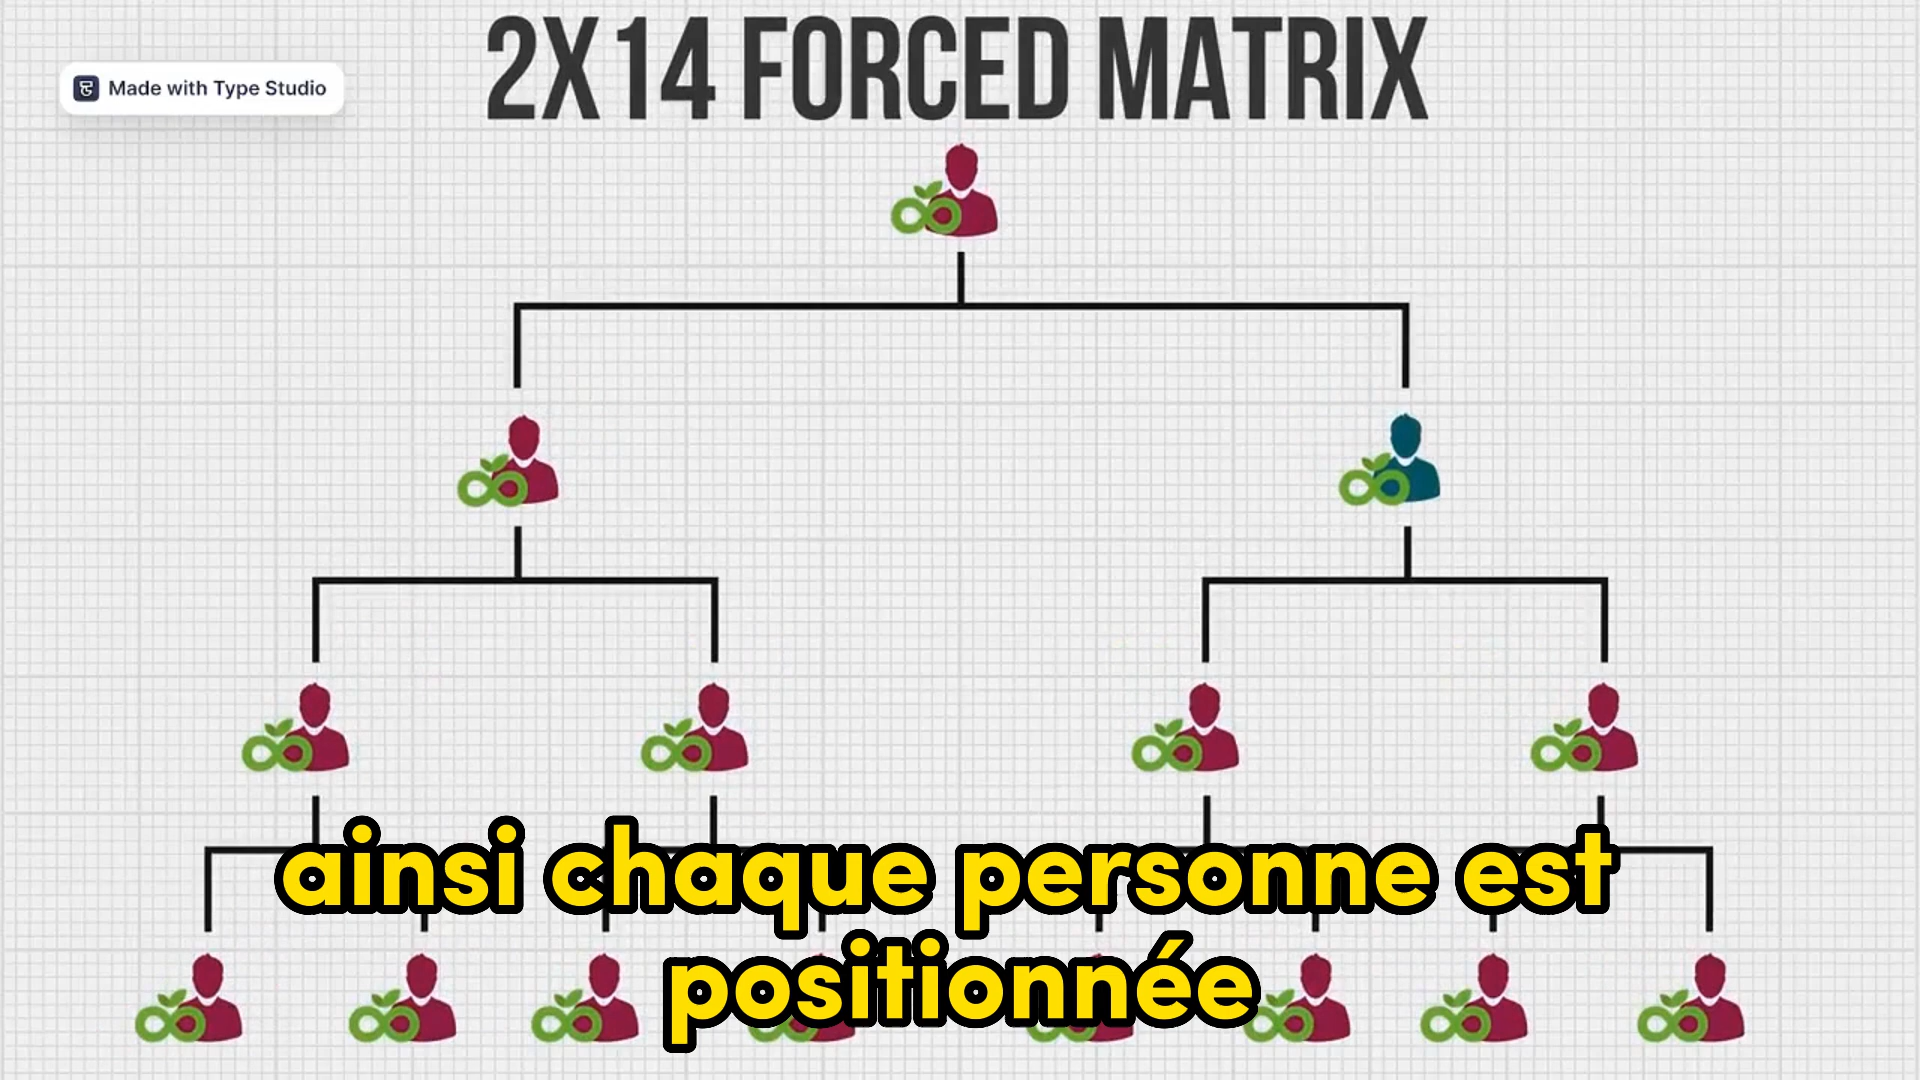 2X14 FORCED MATRIX
Made with Type Studio
ainsi chaque personne est
positionnée